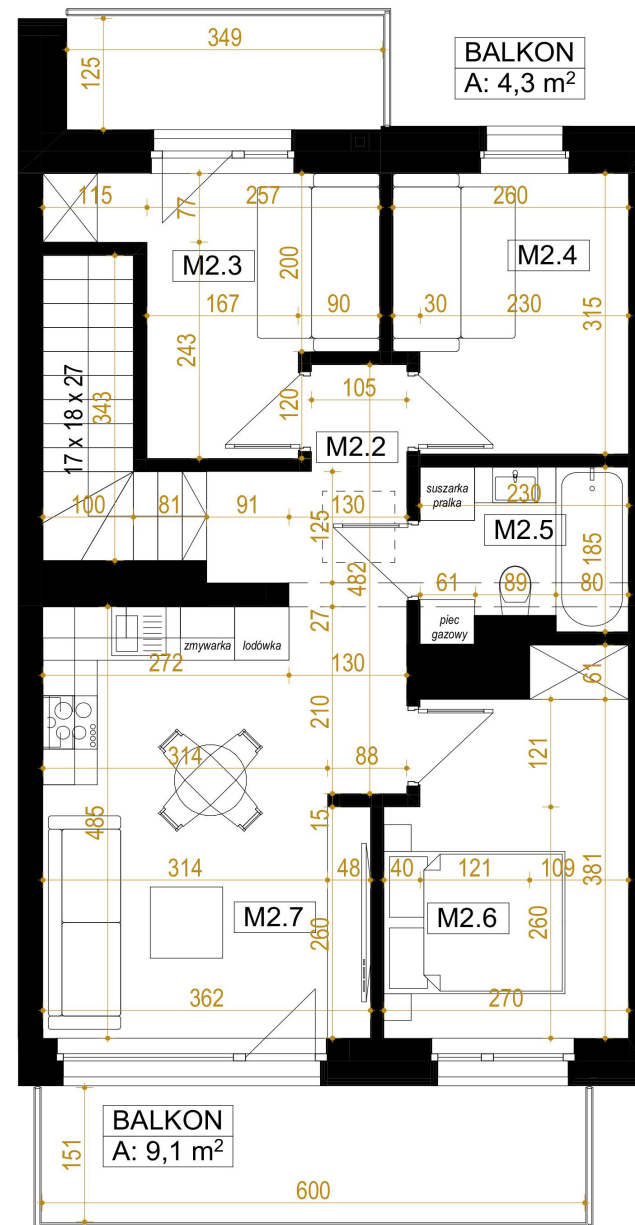 349
125
BALKON
A: 4,3 m²
115
77
257
260
M2.3
200
M2.4
167
90
30
230
315
243
343
17 x 18 x 27
120
105
M2.2
suszarka
pralka
230
100
81
91
130
125
M2.5
185
482
61
89
80
27
piec
gazowy
zmywarka
lodówka
272
130
61
210
314
88
121
485
15
314
48
40
121
109
381
M2.7
260
M2.6
260
362
270
BALKON
A: 9,1 m²
151
600